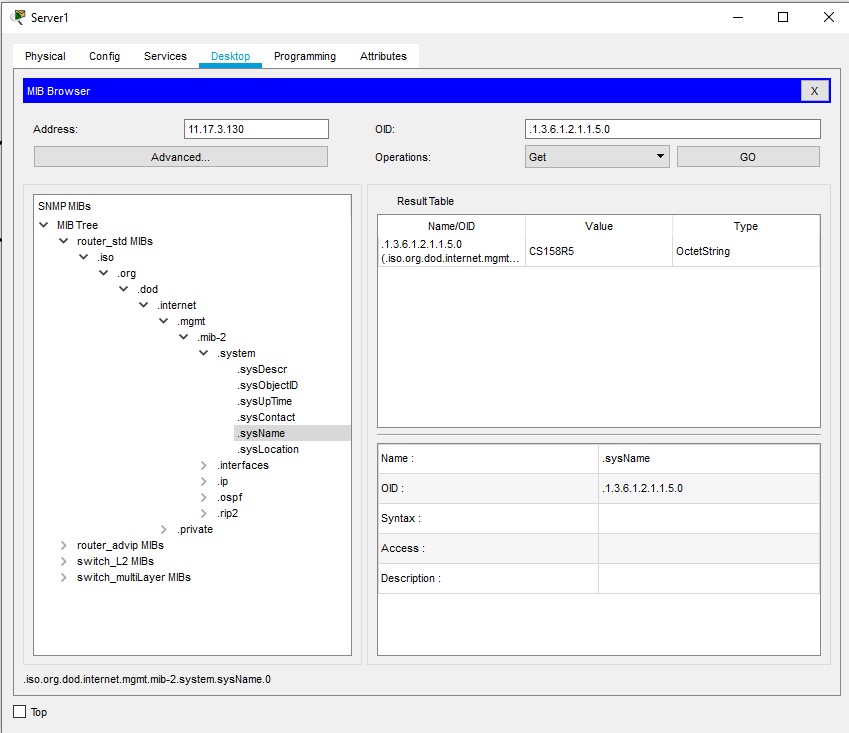 Server1
Physical Config Services Desktop Programming Attributes
MIB Browser X
Address: 11.17.3.130 OID: .1.3.6.1.2.1.1.5.0
Advanced... Operations: Get GO
SNMP MIBs
MIB Tree
router_std MIBs
.iso
.org
.dod
.internet
.mgmt
.mib-2
.system
.sysDescr
.sysObjectID
.sysUpTime
.sysContact
.sysName
.sysLocation
.interfaces
.ip
.ospf
.rip2
.private
router_advip MIBs
switch_L2 MIBs
switch_multiLayer MIBs
Result Table
Name/OID Value Type
.1.3.6.1.2.1.1.5.0
(.iso.org.dod.internet.mgmt... CS158R5 OctetString
Name : .sysName
OID : .1.3.6.1.2.1.1.5.0
Syntax :
Access :
Description :
.iso.org.dod.internet.mgmt.mib-2.system.sysName.0
Top